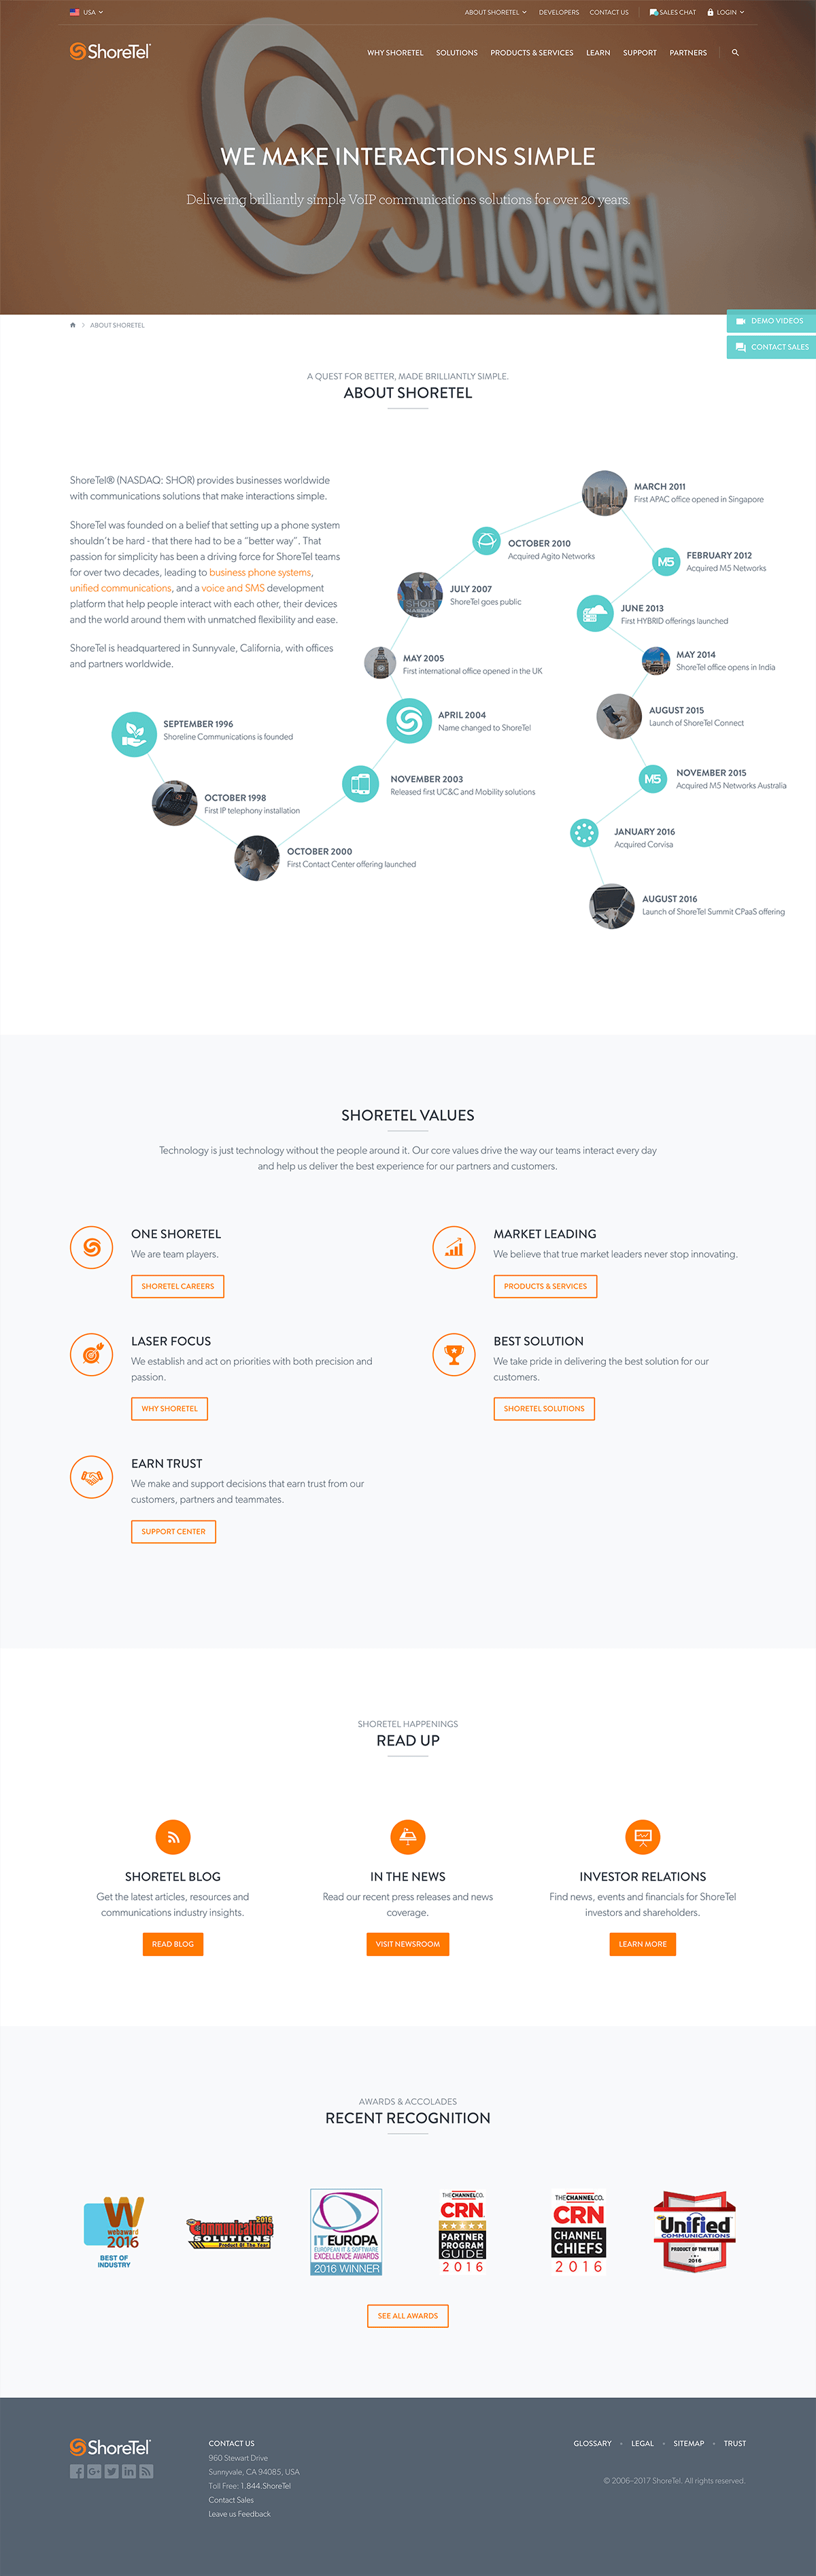 USA
ABOUT SHORETEL
DEVELOPERS
CONTACT US
SALES CHAT
LOGIN
ShoreTel
WHY SHORETEL
SOLUTIONS
PRODUCTS & SERVICES
LEARN
SUPPORT
PARTNERS
WE MAKE INTERACTIONS SIMPLE
Delivering brilliantly simple VoIP communications solutions for over 20 years.
ShoreTel
DEMO VIDEOS
CONTACT SALES
ABOUT SHORETEL
A QUEST FOR BETTER, MADE BRILLIANTLY SIMPLE.
ABOUT SHORETEL
ShoreTel® (NASDAQ: SHOR) provides businesses worldwide
with communications solutions that make interactions simple.
ShoreTel was founded on a belief that setting up a phone system
shouldn't be hard - that there had to be a "better way". That
passion for simplicity has been a driving force for ShoreTel teams
for over two decades, leading to business phone systems,
unified communications, and a voice and SMS development
platform that help people interact with each other, their devices
and the world around them with unmatched flexibility and ease.
ShoreTel is headquartered in Sunnyvale, California, with offices
and partners worldwide.
SEPTEMBER 1996
Shoreline Communications is founded
OCTOBER 1998
First IP telephony installation
OCTOBER 2000
First Contact Center offering launched
NOVEMBER 2003
Released first UC&C and Mobility solutions
APRIL 2004
Name changed to ShoreTel
MAY 2005
First international office opened in the UK
JULY 2007
ShoreTel goes public
OCTOBER 2010
Acquired Agito Networks
MARCH 2011
First APAC office opened in Singapore
M5
FEBRUARY 2012
Acquired M5 Networks
JUNE 2013
First HYBRID offerings launched
MAY 2014
ShoreTel office opens in India
AUGUST 2015
Launch of ShoreTel Connect
M5
NOVEMBER 2015
Acquired M5 Networks Australia
JANUARY 2016
Acquired Corvisa
AUGUST 2016
Launch of ShoreTel Summit CPaaS offering
SHORETEL VALUES
Technology is just technology without the people around it. Our core values drive the way our teams interact every day
and help us deliver the best experience for our partners and customers.
ONE SHORETEL
We are team players.
SHORETEL CAREERS
MARKET LEADING
We believe that true market leaders never stop innovating.
PRODUCTS & SERVICES
LASER FOCUS
We establish and act on priorities with both precision and
passion.
WHY SHORETEL
BEST SOLUTION
We take pride in delivering the best solution for our
customers.
SHORETEL SOLUTIONS
EARN TRUST
We make and support decisions that earn trust from our
customers, partners and teammates.
SUPPORT CENTER
SHORETEL HAPPENINGS
READ UP
SHORETEL BLOG
Get the latest articles, resources and
communications industry insights.
READ BLOG
IN THE NEWS
Read our recent press releases and news
coverage.
VISIT NEWSROOM
INVESTOR RELATIONS
Find news, events and financials for ShoreTel
investors and shareholders.
LEARN MORE
AWARDS & ACCOLADES
RECENT RECOGNITION
W
webaward
2016
BEST OF
INDUSTRY
2016
Communications
SOLUTIONS
Product Of The Year
IT EUROPA
EUROPEAN IT & SOFTWARE
EXCELLENCE AWARDS
2016 WINNER
THE CHANNELCO.
CRN
PARTNER
PROGRAM
GUIDE
2016
THE CHANNELCO.
CRN
CHANNEL
CHIEFS
2016
Unified
COMMUNICATIONS
PRODUCT OF THE YEAR
2016
SEE ALL AWARDS
ShoreTel
CONTACT US
960 Stewart Drive
Sunnyvale, CA 94085, USA
Toll Free: 1.844.ShoreTel
Contact Sales
Leave us Feedback
GLOSSARY • LEGAL • SITEMAP • TRUST
© 2006–2017 ShoreTel. All rights reserved.